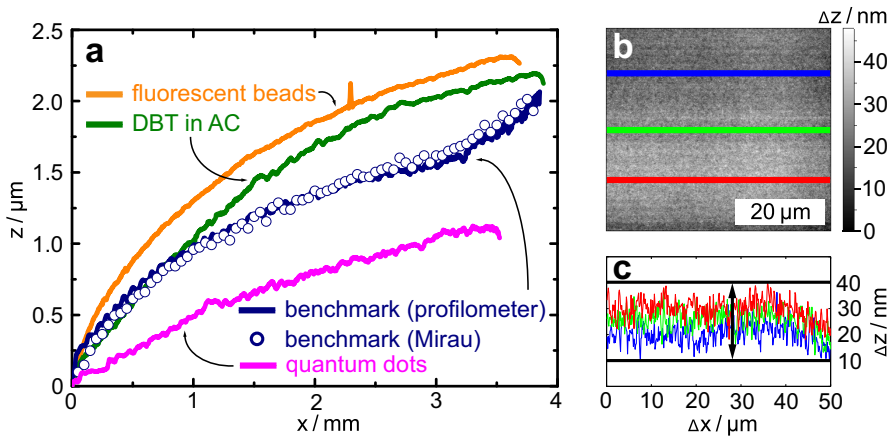 a
z / µm
2.5
2.0
1.5
1.0
0.5
0
fluorescent beads
DBT in AC
benchmark (profilometer)
benchmark (Mirau)
quantum dots
0 1 2 3 4
x / mm
b
20 µm
Δz / nm
40
30
20
10
0
c
40
30
20
10
Δz / nm
0 10 20 30 40 50
Δx / µm